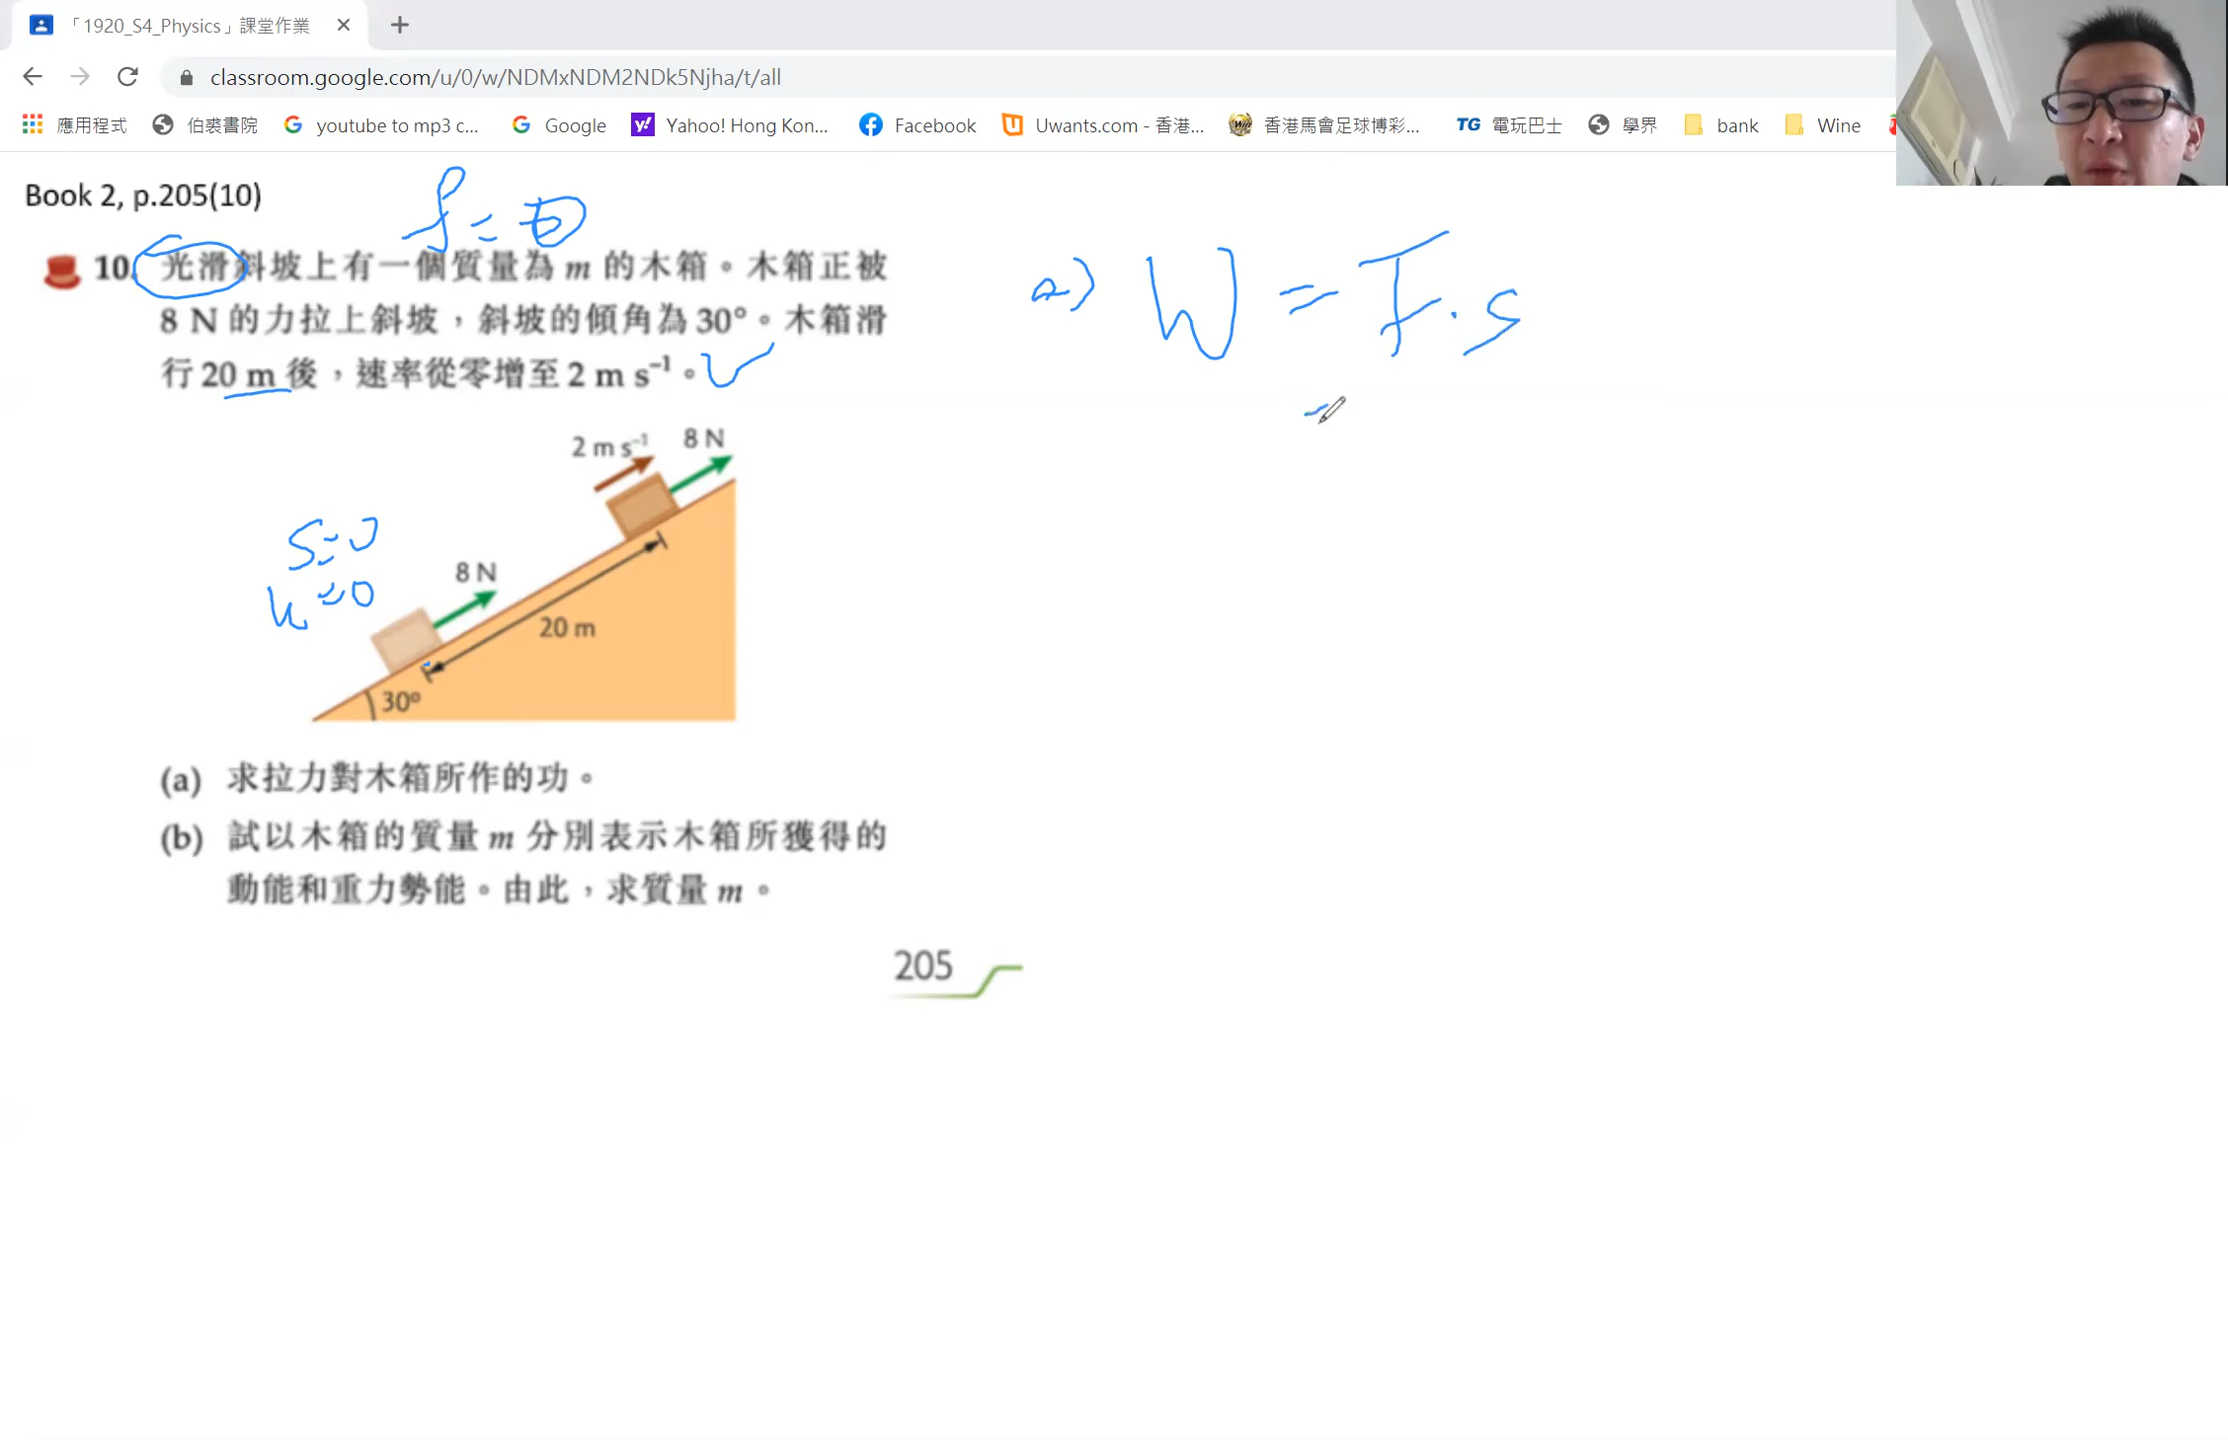 「1920_S4_Physics」課堂作業
classroom.google.com/u/0/w/NDMxNDM2NDk5Njha/t/all
應用程式 伯裘書院 youtube to mp3 c... Google Yahoo! Hong Kon... Facebook Uwants.com - 香港... 香港馬會足球博彩... TG 電玩巴士 學界 bank Wine
Book 2, p.205(10)
f=
10. 光滑斜坡上有一個質量為 m 的木箱。木箱正被
8 N 的力拉上斜坡，斜坡的傾角為 30°。木箱滑
行 20 m 後，速率從零增至 2 m s⁻¹。
a) W = F.s
=
2 m s⁻¹ 8 N
S=0
u=0
8 N
20 m
30°
(a) 求拉力對木箱所作的功。
(b) 試以木箱的質量 m 分別表示木箱所獲得的
動能和重力勢能。由此，求質量 m。
205